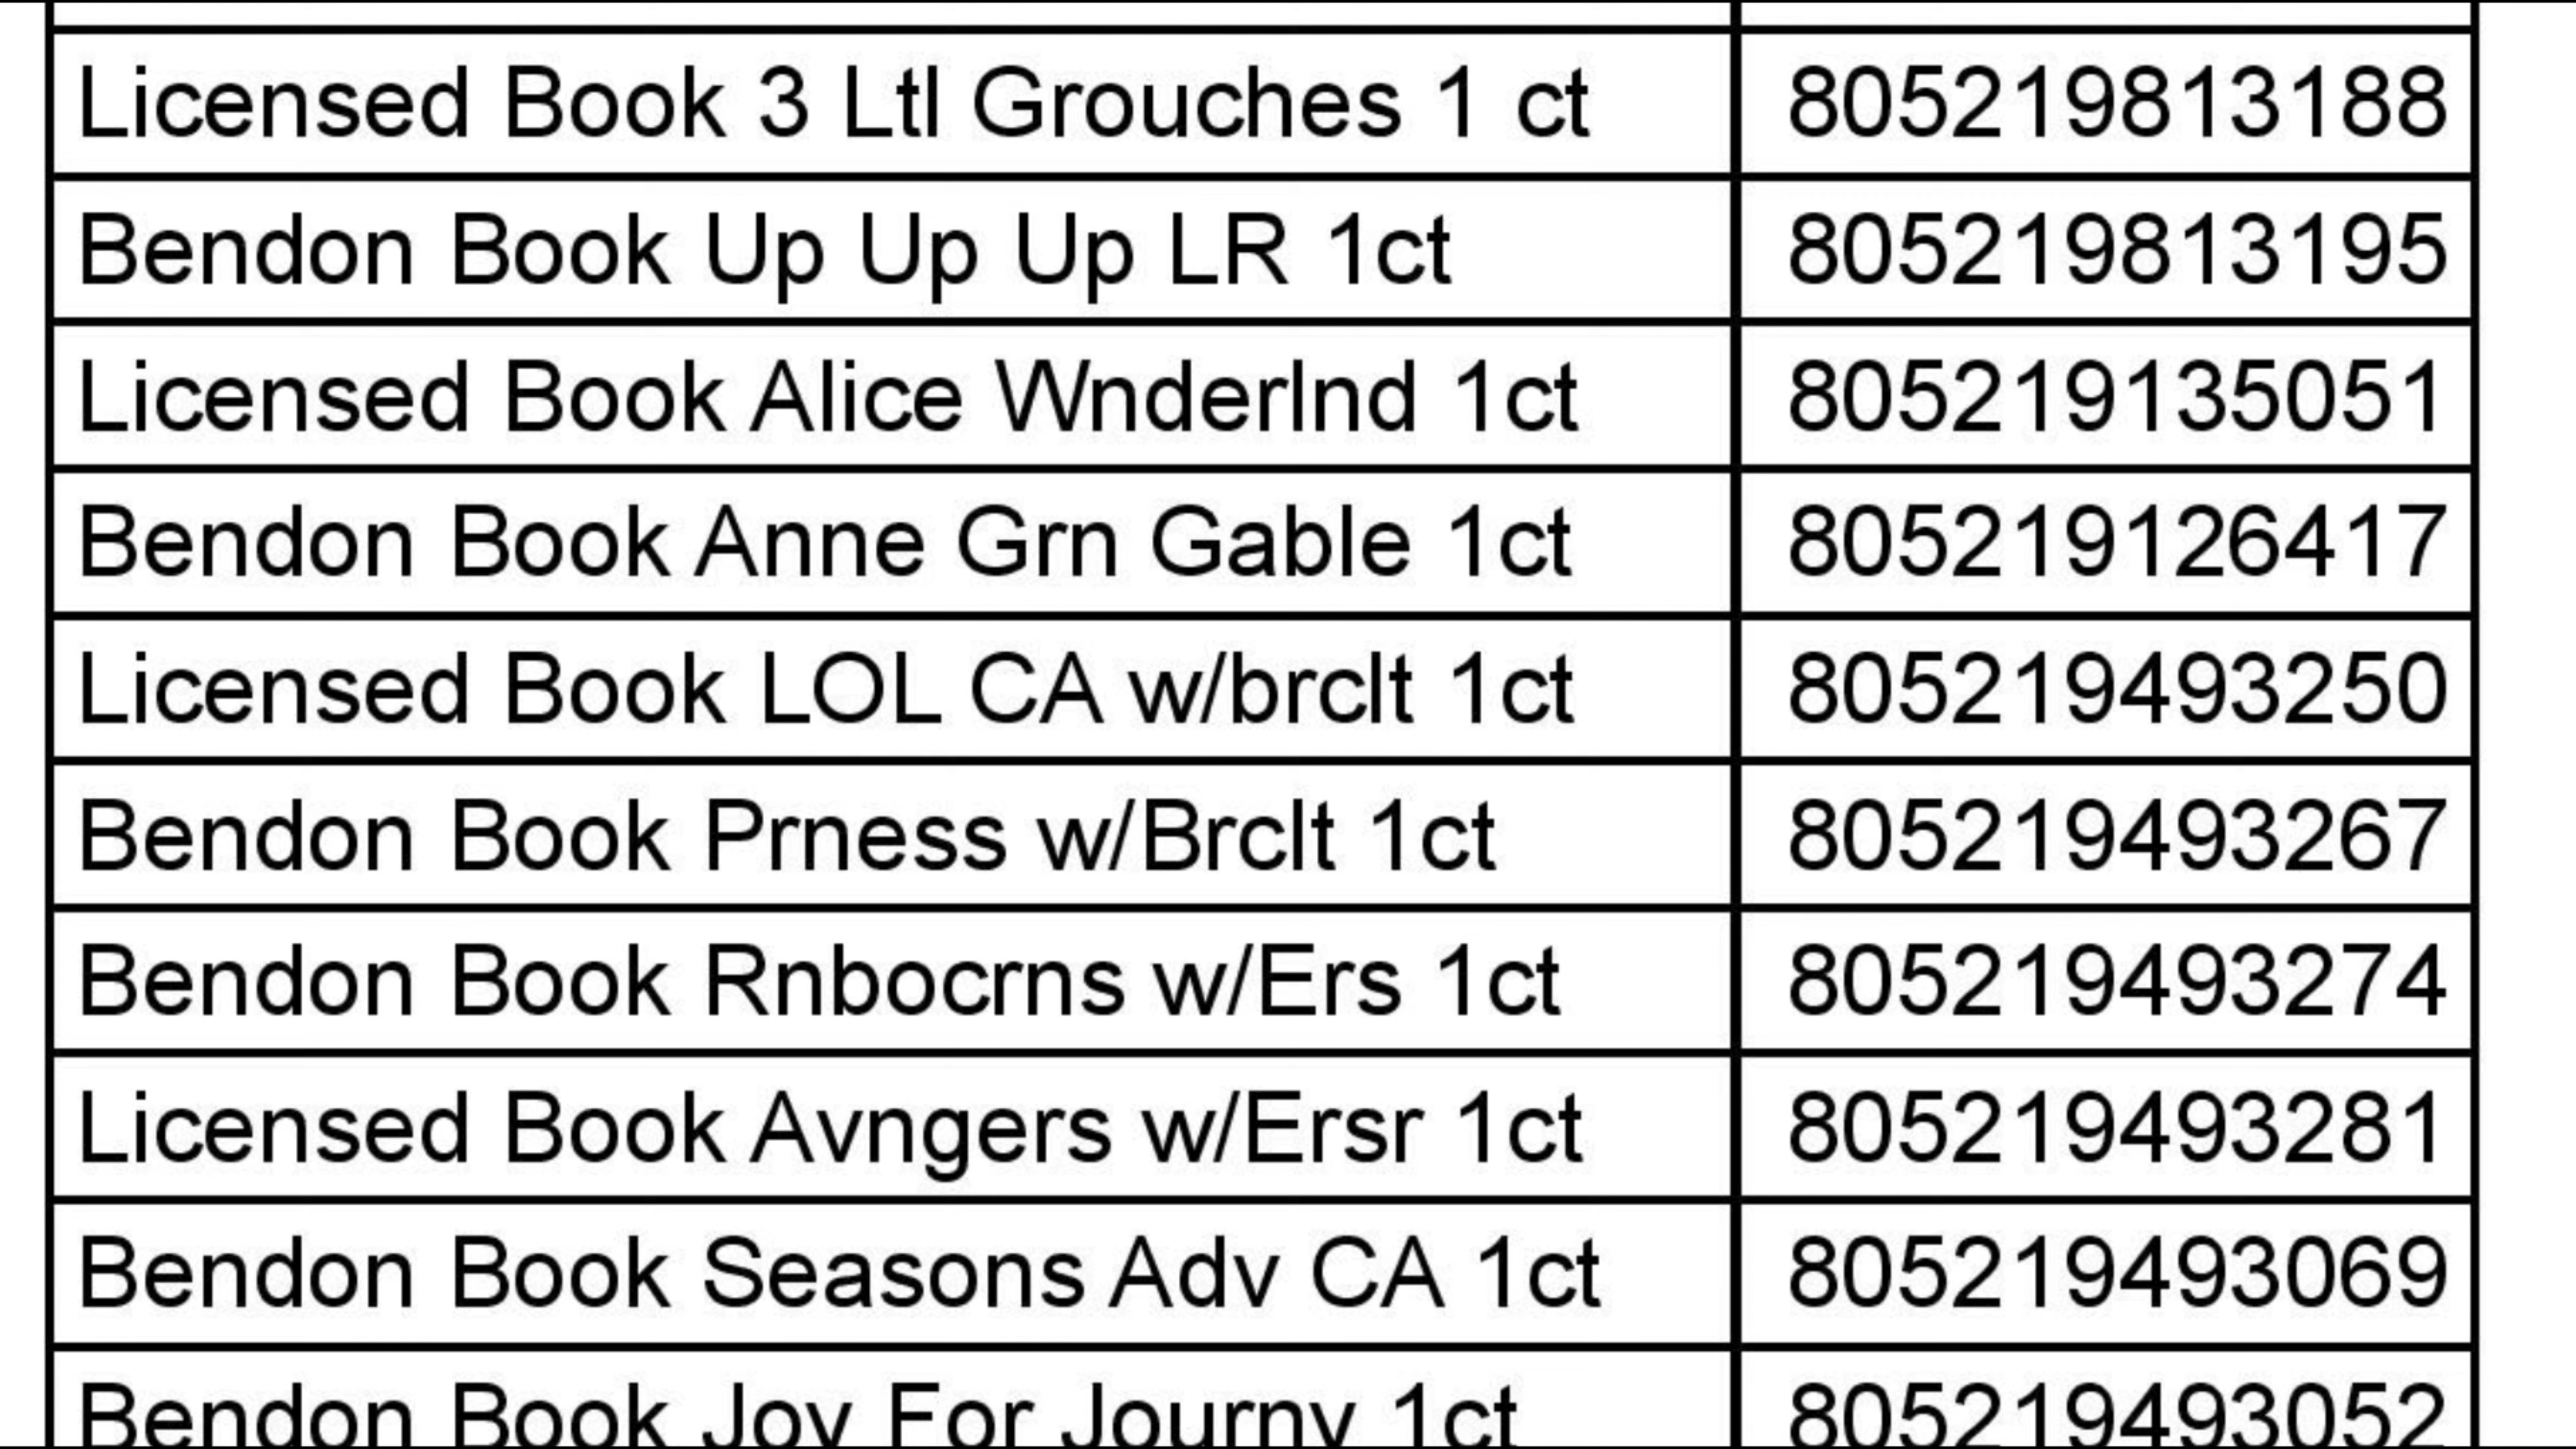 Licensed Book 3 Ltl Grouches 1 ct 805219813188
Bendon Book Up Up Up LR 1ct 805219813195
Licensed Book Alice Wnderlnd 1ct 805219135051
Bendon Book Anne Grn Gable 1ct 805219126417
Licensed Book LOL CA w/brclt 1ct 805219493250
Bendon Book Prness w/Brclt 1ct 805219493267
Bendon Book Rnbocrns w/Ers 1ct 805219493274
Licensed Book Avngers w/Ersr 1ct 805219493281
Bendon Book Seasons Adv CA 1ct 805219493069
Bendon Book Joy For Journy 1ct 805219493052